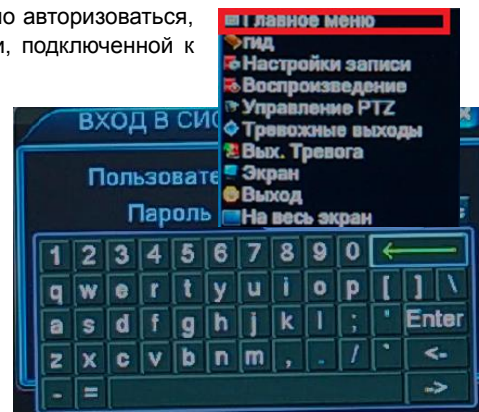 о авторизоваться,
и, подключенной к
Главное меню
гид
Настройки записи
Воспроизведение
Управление PTZ
Тревожные выходы
Вых. Тревога
Экран
Выход
На весь экран
ВХОД В СИС
Пользовате
Пароль
1 2 3 4 5 6 7 8 9 0
q w e r t y u i o p [ ] \
a s d f g h j k l ; ' Enter
z x c v b n m , . / ` <-
- = ->